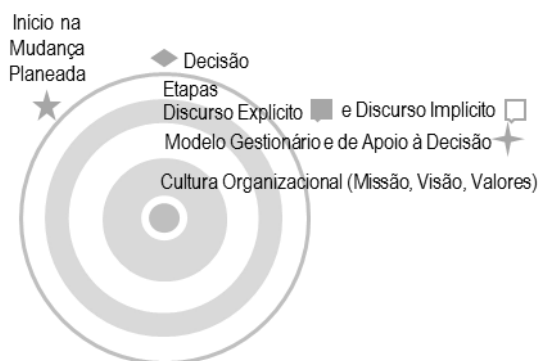 Inicio na
Mudança
Planeada
Decisão
Etapas
Discurso Explícito e Discurso Implícito
Modelo Gestionário e de Apoio à Decisão
Cultura Organizacional (Missão, Visão, Valores)